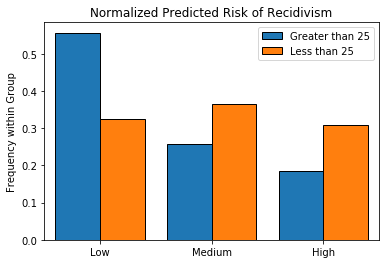 Normalized Predicted Risk of Recidivism
Greater than 25
Less than 25
Frequency within Group
0.5
0.4
0.3
0.2
0.1
0.0
Low Medium High